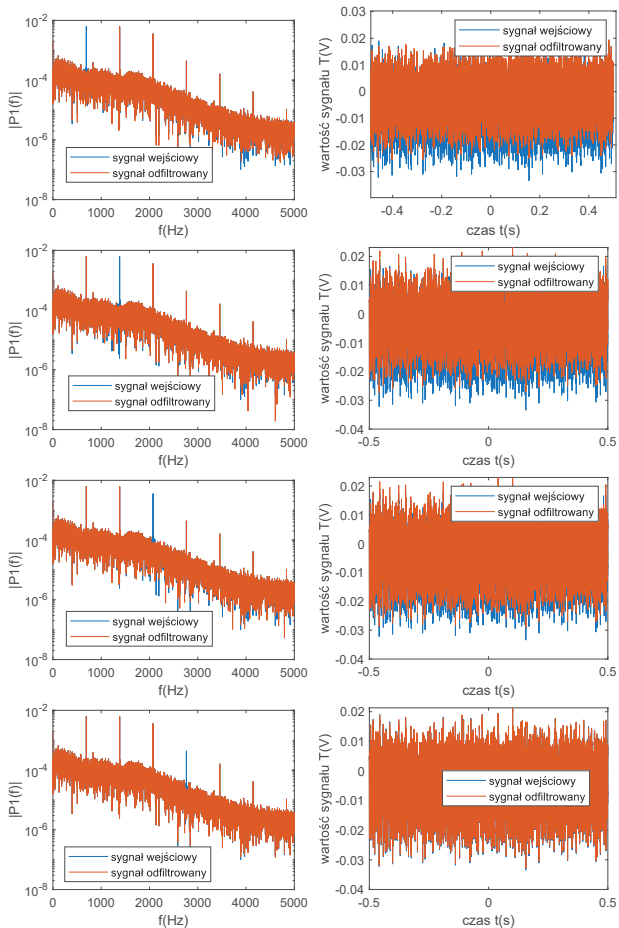 |P1(f)|
10^-2
10^-4
10^-6
10^-8
sygnał wejściowy
sygnał odfiltrowany
0 1000 2000 3000 4000 5000
f(Hz)
wartość sygnału T(V)
0.03
0.02
0.01
0
-0.01
-0.02
-0.03
sygnał wejściowy
sygnał odfiltrowany
-0.4 -0.2 0 0.2 0.4
czas t(s)
|P1(f)|
10^-2
10^-4
10^-6
10^-8
sygnał wejściowy
sygnał odfiltrowany
0 1000 2000 3000 4000 5000
f(Hz)
wartość sygnału T(V)
0.02
0.01
0
-0.01
-0.02
-0.03
-0.04
sygnał wejściowy
sygnał odfiltrowany
-0.5 0 0.5
czas t(s)
|P1(f)|
10^-2
10^-4
10^-6
10^-8
sygnał wejściowy
sygnał odfiltrowany
0 1000 2000 3000 4000 5000
f(Hz)
wartość sygnału T(V)
0.02
0.01
0
-0.01
-0.02
-0.03
-0.04
sygnał wejściowy
sygnał odfiltrowany
-0.5 0 0.5
czas t(s)
|P1(f)|
10^-2
10^-4
10^-6
10^-8
sygnał wejściowy
sygnał odfiltrowany
0 1000 2000 3000 4000 5000
f(Hz)
wartość sygnału T(V)
0.02
0.01
0
-0.01
-0.02
-0.03
-0.04
sygnał wejściowy
sygnał odfiltrowany
-0.5 0 0.5
czas t(s)